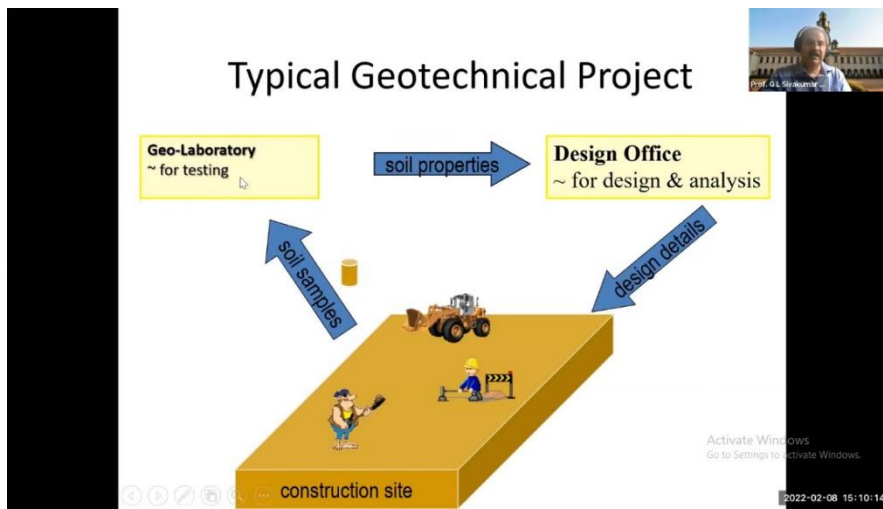 Typical Geotechnical Project
Prof. G L Sivakumar ...
Geo-Laboratory
~ for testing
soil properties
Design Office
~ for design & analysis
soil samples
design details
construction site
Activate Windows
Go to Settings to activate Windows.
2022-02-08 15:10:14